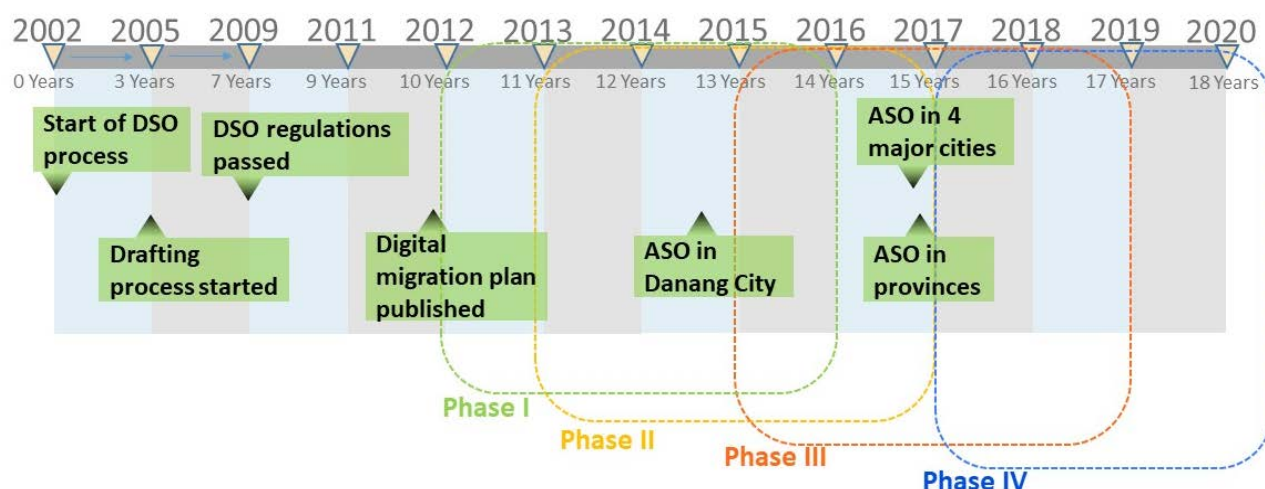 2002 2005 2009 2011 2012 2013 2014 2015 2016 2017 2018 2019 2020
0 Years 3 Years 7 Years 9 Years 10 Years 11 Years 12 Years 13 Years 14 Years 15 Years 16 Years 17 Years 18 Years
Start of DSO
process
DSO regulations
passed
ASO in 4
major cities
Drafting
process started
Digital
migration plan
published
ASO in
Danang City
ASO in
provinces
Phase I
Phase II
Phase III
Phase IV